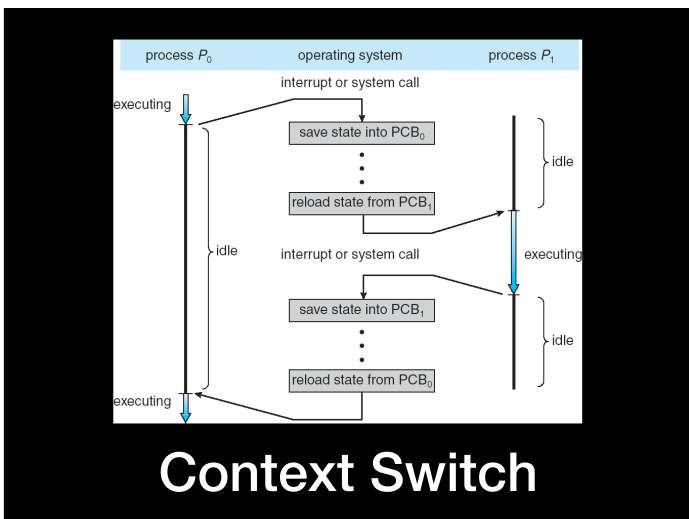 process P₀ operating system process P₁
interrupt or system call
executing
save state into PCB₀
idle
reload state from PCB₁
idle
interrupt or system call
executing
save state into PCB₁
idle
reload state from PCB₀
executing
Context Switch